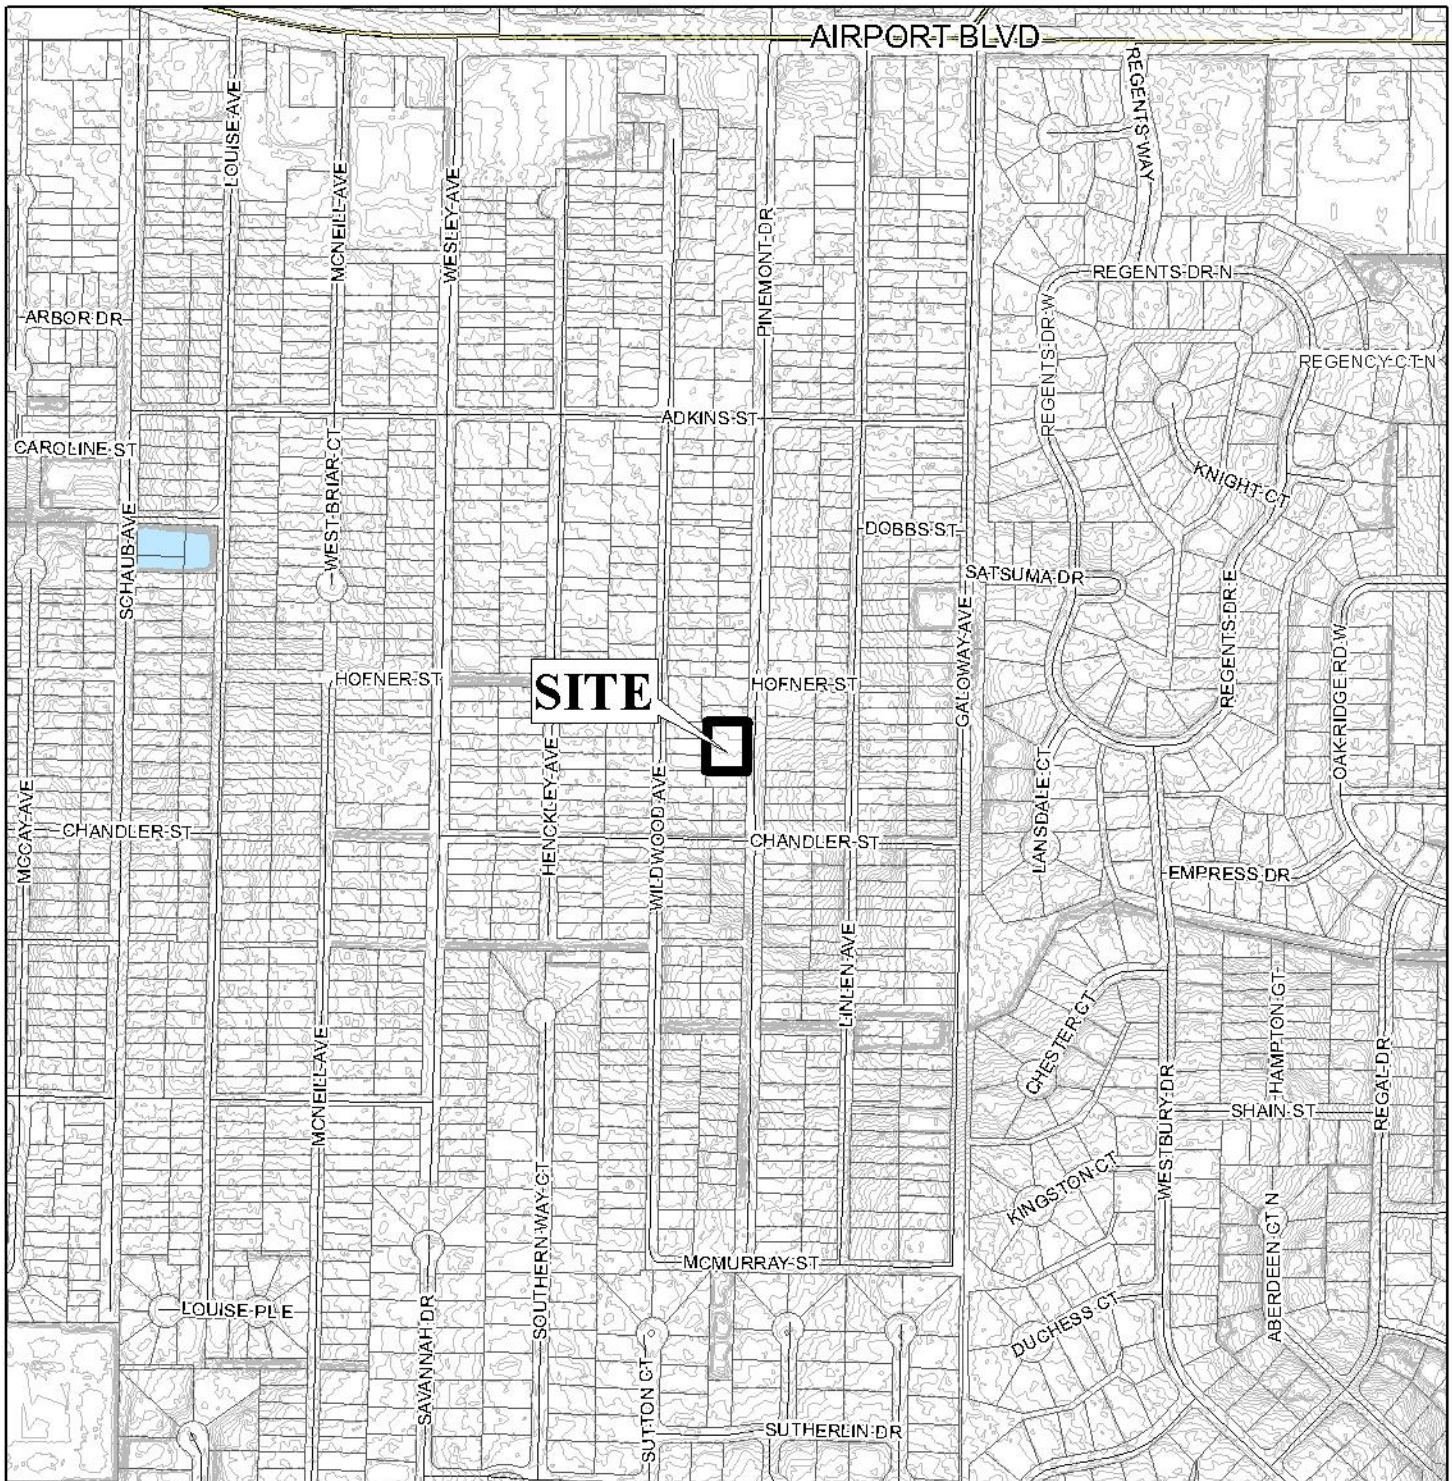 AIRPORT BLVD
REGENTS WAY
LOUISE AVE
MCNEILL AVE
WESLEY AVE
PINEMONT DR
REGENTS DR N
REGENTS DR W
ARBOR DR
REGENCY CT N
ADKINS ST
CAROLINE ST
WEST BRIAR CT
KNIGHT CT
SCHAUB AVE
DOBBS ST
SATSUMA DR
REGENTS DR E
GALOWAY AVE
OAK RIDGE RD W
HOFNER ST
HOFNER ST
SITE
HENCKLEY AVE
WILDWOOD AVE
LANSDALE CT
MCCAY AVE
CHANDLER ST
CHANDLER ST
EMPRESS DR
LINLEN AVE
CHESTER CT
HAMPTON CT
MCNEILL AVE
REGAL DR
SHAIN ST
WESTBURY DR
KINGSTON CT
SOUTHERN WAY CT
ABERDEEN CT N
MCMURRAY ST
LOUISE PL E
SAVANNAH DR
DUCHESS CT
SUTTON CT
SUTHERLIN DR